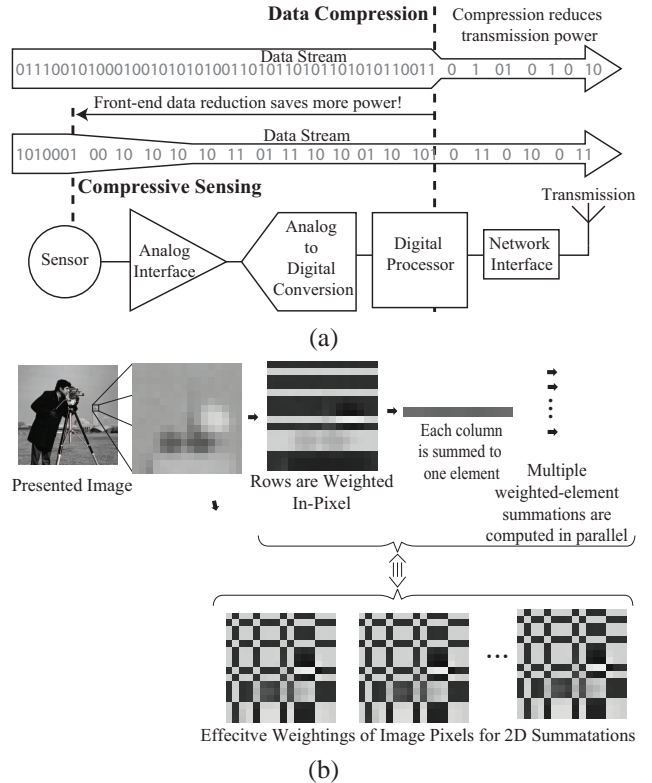 Data Compression
Compression reduces
transmission power
Data Stream
0 1 01 0 1 0 10
Front-end data reduction saves more power!
Data Stream
1010001 00 10 10 10 10 11 01 11 10 10 01 10 101 0 11 0 10 0 11
Compressive Sensing
Transmission
Sensor
Analog
Interface
Analog
to
Digital
Conversion
Digital
Processor
Network
Interface
(a)
Presented Image
Rows are Weighted
In-Pixel
Each column
is summed to
one element
Multiple
weighted-element
summations are
computed in parallel
Effecitve Weightings of Image Pixels for 2D Summatations
(b)